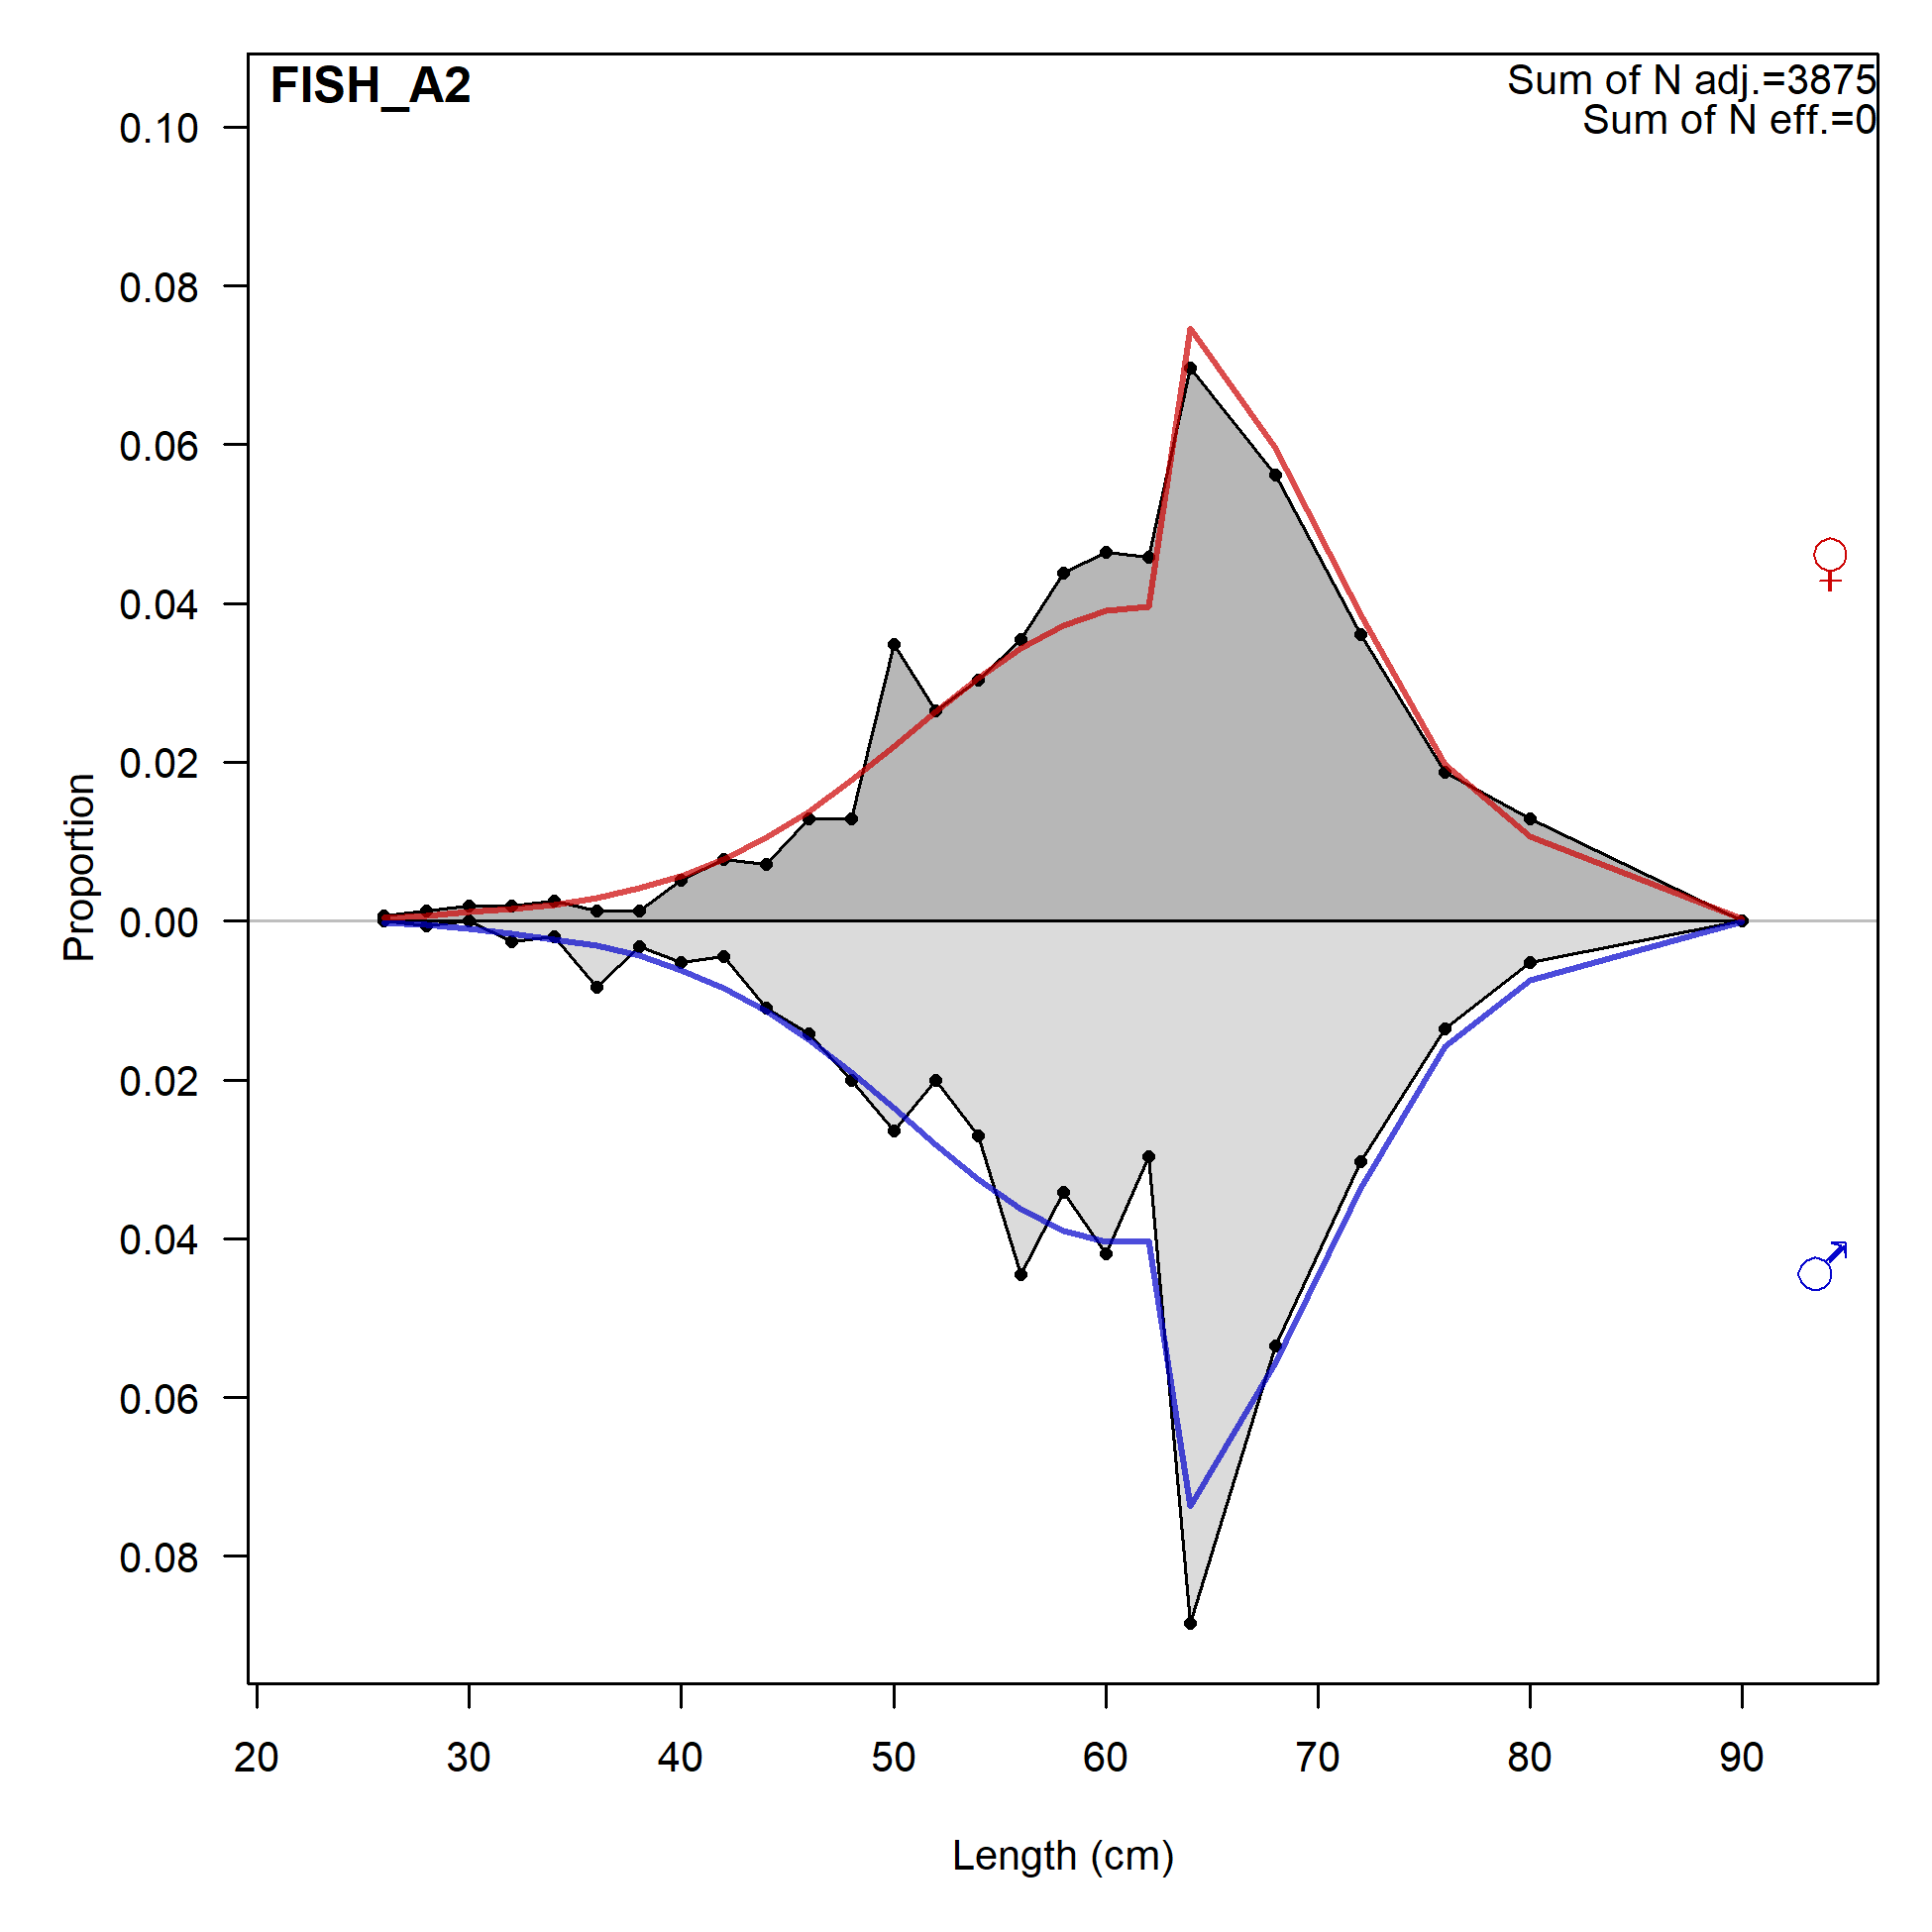 FISH_A2
Sum of N adj.=3875
Sum of N eff.=0
0.10
0.08
0.06
0.04
0.02
0.00
0.02
0.04
0.06
0.08
Proportion
♀
♂
20 30 40 50 60 70 80 90
Length (cm)